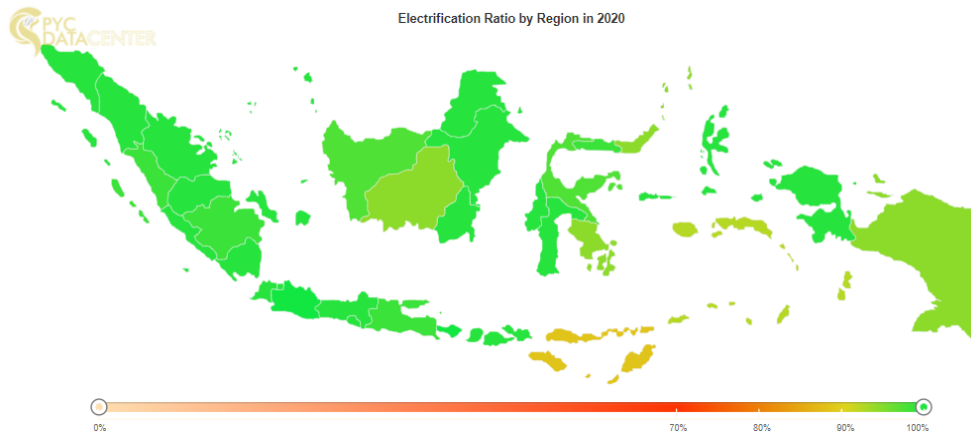 Electrification Ratio by Region in 2020
PYC
DATACENTER
0%
70%
80%
90%
100%